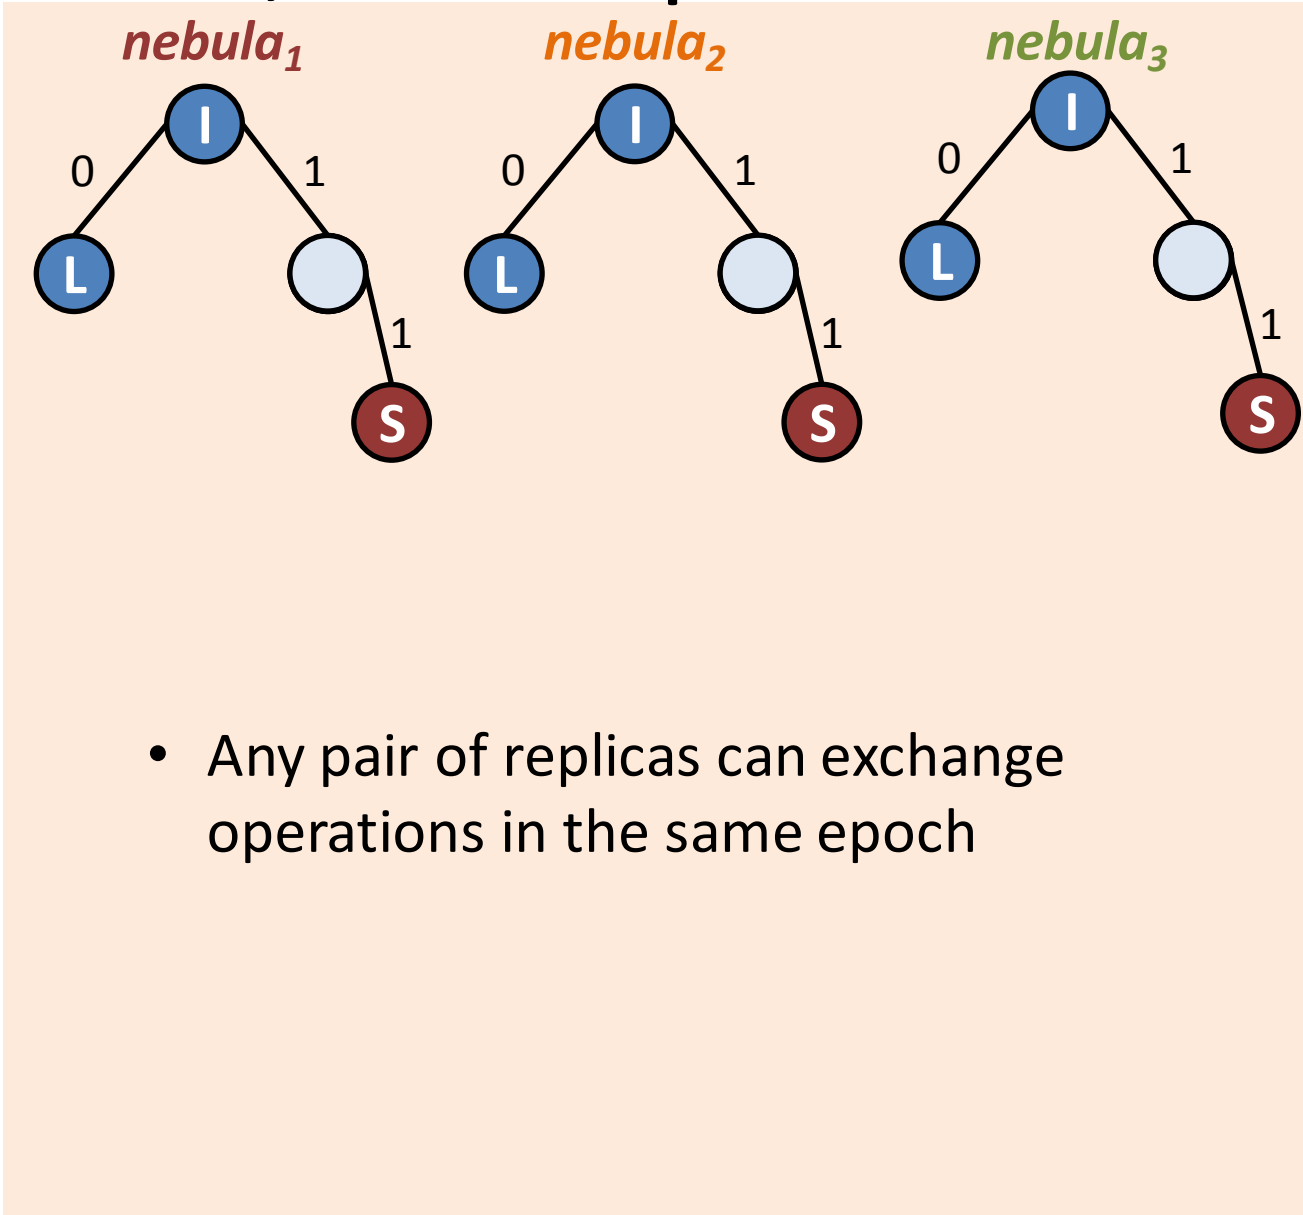 nebula1 nebula2 nebula3
I I I
0 1 0 1 0 1
L L L
1 1 1
S S S
• Any pair of replicas can exchange
operations in the same epoch